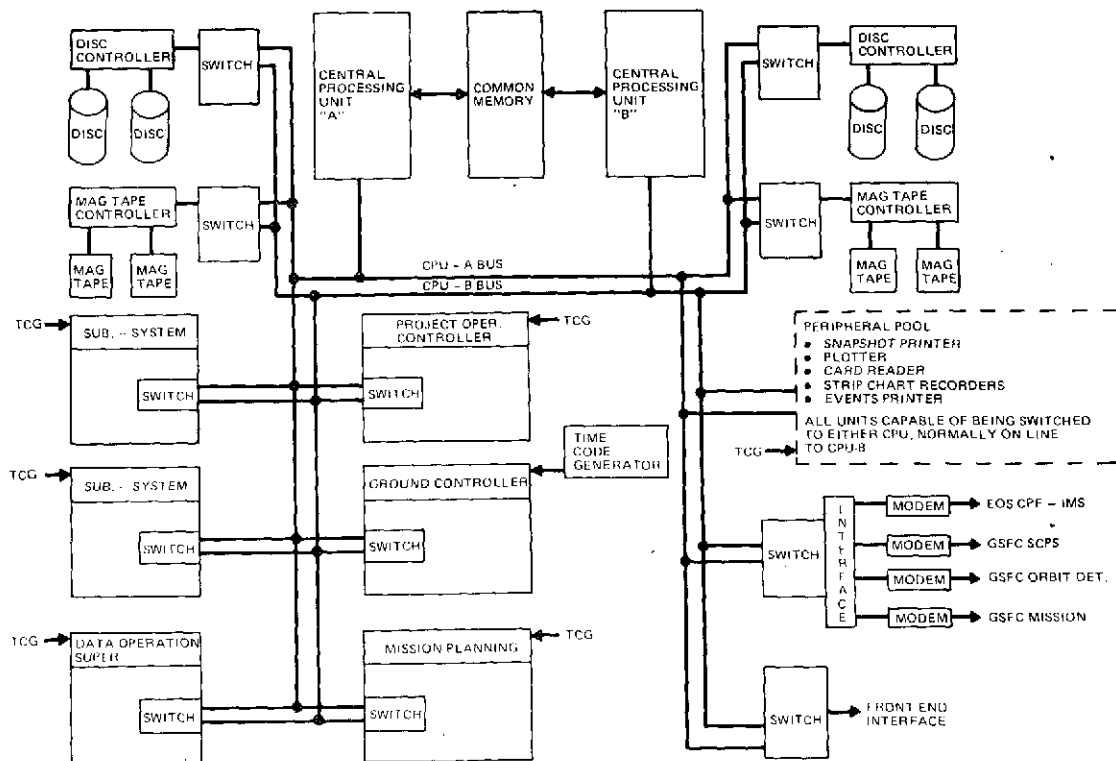 DISC
CONTROLLER
SWITCH
DISC
DISC
CENTRAL
PROCESSING
UNIT
"A"
COMMON
MEMORY
CENTRAL
PROCESSING
UNIT
"B"
SWITCH
DISC
CONTROLLER
DISC
DISC
MAG TAPE
CONTROLLER
SWITCH
MAG
TAPE
MAG
TAPE
SWITCH
MAG TAPE
CONTROLLER
MAG
TAPE
MAG
TAPE
CPU - A BUS
CPU - B BUS
TCG
SUB. - SYSTEM
SWITCH
PROJECT OPER.
CONTROLLER
TCG
SWITCH
PERIPHERAL POOL
• SNAPSHOT PRINTER
• PLOTTER
• CARD READER
• STRIP CHART RECORDERS
• EVENTS PRINTER
ALL UNITS CAPABLE OF BEING SWITCHED
TO EITHER CPU, NORMALLY ON LINE
TO CPU-B
TCG
TCG
SUB. - SYSTEM
SWITCH
GROUND CONTROLLER
SWITCH
TIME
CODE
GENERATOR
SWITCH
INTERFACE
MODEM
EOS CPF - IMS
MODEM
GSFC SCPS
MODEM
GSFC ORBIT DET.
MODEM
GSFC MISSION
TCG
DATA OPERATION
SUPER
SWITCH
MISSION PLANNING
TCG
SWITCH
SWITCH
FRONT END
INTERFACE